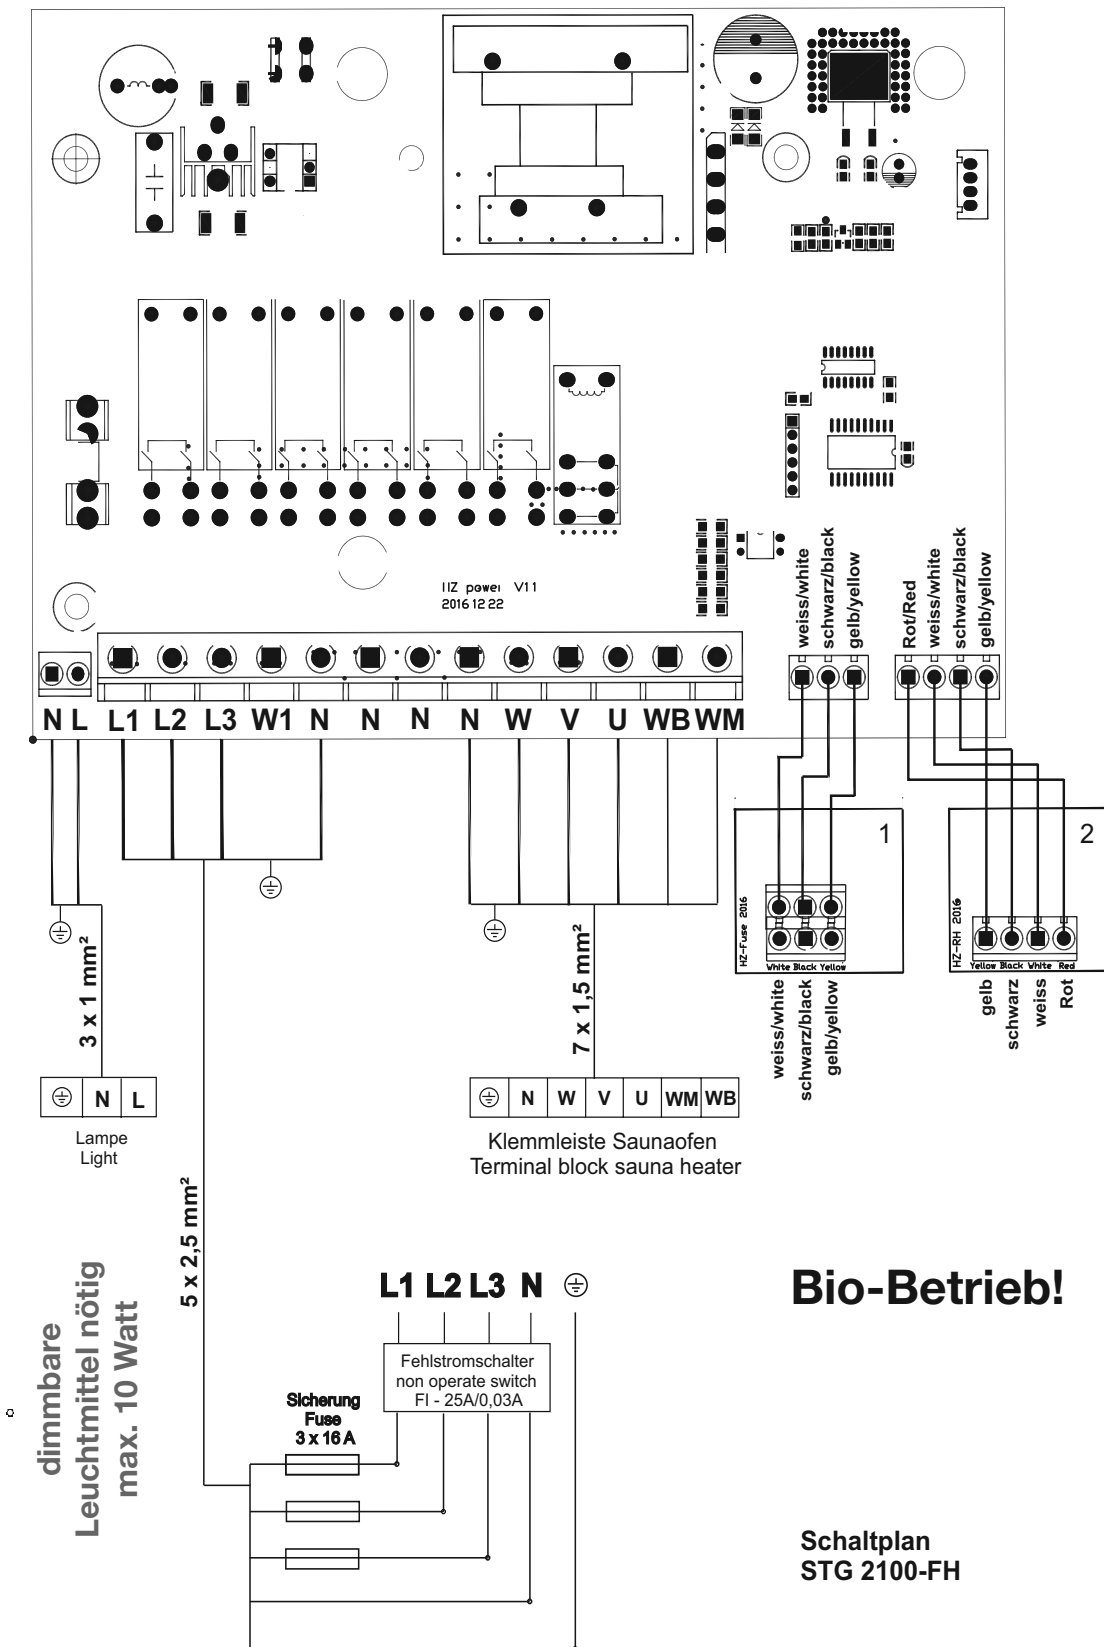 IIZ power V11
2016 12 22
weiss/white
schwarz/black
gelb/yellow
Rot/Red
weiss/white
schwarz/black
gelb/yellow
N L L1 L2 L3 W1 N N N N W V U WB WM
1
HZ-Fuse 2016
White Black Yellow
weiss/white
schwarz/black
gelb/yellow
2
HZ-RH 2016
Yellow Black White Red
gelb
schwarz
weiss
Rot
3 x 1 mm²
7 x 1,5 mm²
N L
Lampe
Light
N W V U WM WB
Klemmleiste Saunaofen
Terminal block sauna heater
5 x 2,5 mm²
dimmbare
Leuchtmittel nötig
max. 10 Watt
L1 L2 L3 N
Fehlstromschalter
non operate switch
FI - 25A/0,03A
Sicherung
Fuse
3 x 16 A
Bio-Betrieb!
Schaltplan
STG 2100-FH